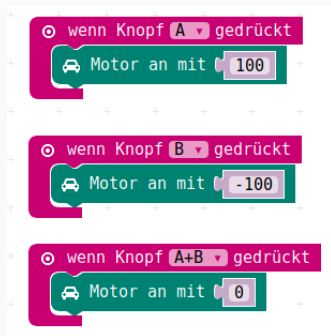 wenn Knopf A gedrückt
Motor an mit 100
wenn Knopf B gedrückt
Motor an mit -100
wenn Knopf A+B gedrückt
Motor an mit 0